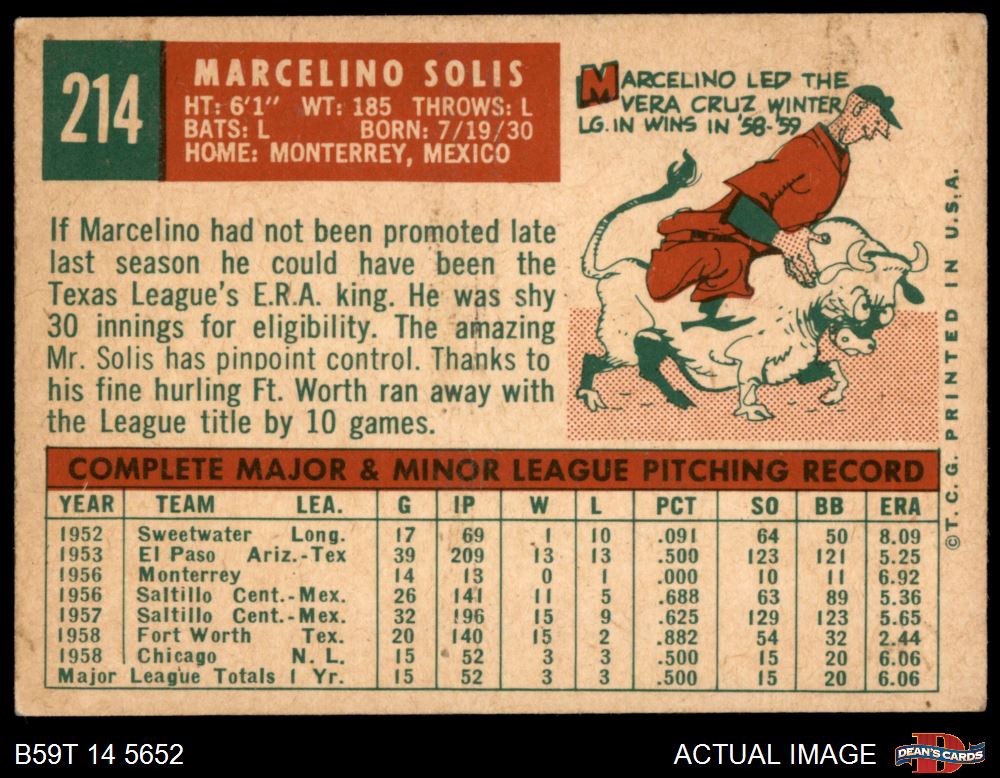 214
MARCELINO SOLIS
HT: 6'1" WT: 185 THROWS: L
BATS: L BORN: 7/19/30
HOME: MONTERREY, MEXICO
MARCELINO LED THE
VERA CRUZ WINTER
LG. IN WINS IN '58-'59
If Marcelino had not been promoted late
last season he could have been the
Texas League's E.R.A. king. He was shy
30 innings for eligibility. The amazing
Mr. Solis has pinpoint control. Thanks to
his fine hurling Ft. Worth ran away with
the League title by 10 games.
COMPLETE MAJOR & MINOR LEAGUE PITCHING RECORD
YEAR TEAM LEA. G IP W L PCT SO BB ERA
1952 Sweetwater Long. 17 69 1 10 .091 64 50 8.09
1953 El Paso Ariz.-Tex 39 209 13 13 .500 123 121 5.25
1956 Monterrey 14 13 0 1 .000 10 11 6.92
1956 Saltillo Cent.-Mex. 26 141 11 5 .688 63 89 5.36
1957 Saltillo Cent.-Mex. 32 196 15 9 .625 129 123 5.65
1958 Fort Worth Tex. 20 140 15 2 .882 54 32 2.44
1958 Chicago N. L. 15 52 3 3 .500 15 20 6.06
Major League Totals 1 Yr. 15 52 3 3 .500 15 20 6.06
©T. C. G. PRINTED IN U.S.A.
B59T 14 5652
ACTUAL IMAGE
D
DEAN'S CARDS